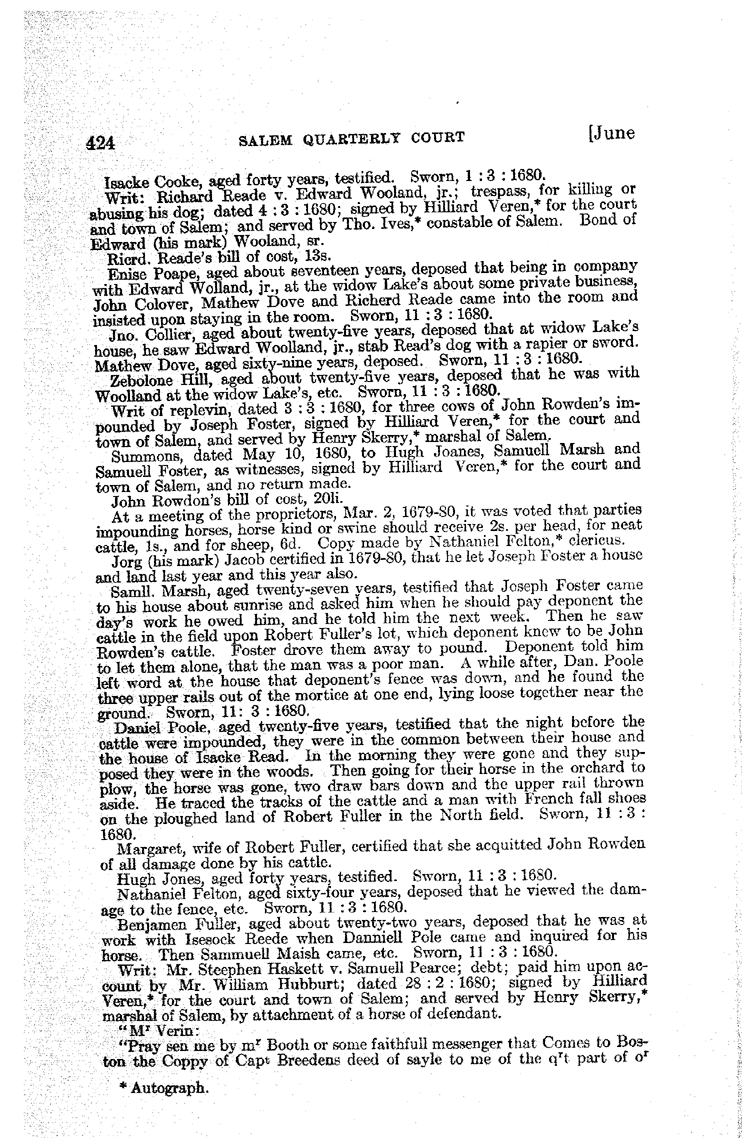 424 SALEM QUARTERLY COURT [June
Isacke Cooke, aged forty years, testified. Sworn, 1 : 3 : 1680.
Writ: Richard Reade v. Edward Wooland, jr.; trespass, for killing or
abusing his dog; dated 4 : 3 : 1680; signed by Hilliard Veren,* for the court
and town of Salem; and served by Tho. Ives,* constable of Salem. Bond of
Edward (his mark) Wooland, sr.
Ricrd. Reade's bill of cost, 13s.
Enise Poape, aged about seventeen years, deposed that being in company
with Edward Wolland, jr., at the widow Lake's about some private business,
John Colover, Mathew Dove and Richerd Reade came into the room and
insisted upon staying in the room. Sworn, 11 : 3 : 1680.
Jno. Collier, aged about twenty-five years, deposed that at widow Lake's
house, he saw Edward Woolland, jr., stab Read's dog with a rapier or sword.
Mathew Dove, aged sixty-nine years, deposed. Sworn, 11 : 3 : 1680.
Zebolone Hill, aged about twenty-five years, deposed that he was with
Woolland at the widow Lake's, etc. Sworn, 11 : 3 : 1680.
Writ of replevin, dated 3 : 3 : 1680, for three cows of John Rowden's im-
pounded by Joseph Foster, signed by Hilliard Veren,* for the court and
town of Salem, and served by Henry Skerry,* marshal of Salem.
Summons, dated May 10, 1680, to Hugh Joanes, Samuell Marsh and
Samuell Foster, as witnesses, signed by Hilliard Veren,* for the court and
town of Salem, and no return made.
John Rowdon's bill of cost, 20li.
At a meeting of the proprietors, Mar. 2, 1679-80, it was voted that parties
impounding horses, horse kind or swine should receive 2s. per head, for neat
cattle, 1s., and for sheep, 6d. Copy made by Nathaniel Felton,* clericus.
Jorg (his mark) Jacob certified in 1679-80, that he let Joseph Foster a house
and land last year and this year also.
Samll. Marsh, aged twenty-seven years, testified that Joseph Foster came
to his house about sunrise and asked him when he should pay deponent the
day's work he owed him, and he told him the next week. Then he saw
cattle in the field upon Robert Fuller's lot, which deponent knew to be John
Rowden's cattle. Foster drove them away to pound. Deponent told him
to let them alone, that the man was a poor man. A while after, Dan. Poole
left word at the house that deponent's fence was down, and he found the
three upper rails out of the mortice at one end, lying loose together near the
ground. Sworn, 11: 3 : 1680.
Daniel Poole, aged twenty-five years, testified that the night before the
cattle were impounded, they were in the common between their house and
the house of Isacke Read. In the morning they were gone and they sup-
posed they were in the woods. Then going for their horse in the orchard to
plow, the horse was gone, two draw bars down and the upper rail thrown
aside. He traced the tracks of the cattle and a man with French fall shoes
on the ploughed land of Robert Fuller in the North field. Sworn, 11 : 3 :
1680.
Margaret, wife of Robert Fuller, certified that she acquitted John Rowden
of all damage done by his cattle.
Hugh Jones, aged forty years, testified. Sworn, 11 : 3 : 1680.
Nathaniel Felton, aged sixty-four years, deposed that he viewed the dam-
age to the fence, etc. Sworn, 11 : 3 : 1680.
Benjamen Fuller, aged about twenty-two years, deposed that he was at
work with Isesock Reede when Danniell Pole came and inquired for his
horse. Then Sammuell Maish came, etc. Sworn, 11 : 3 : 1680.
Writ: Mr. Steephen Haskett v. Samuell Pearce; debt; paid him upon ac-
count by Mr. William Hubburt; dated 28 : 2 : 1680; signed by Hilliard
Veren,* for the court and town of Salem; and served by Henry Skerry,*
marshal of Salem, by attachment of a horse of defendant.
"Mʳ Verin:
"Pray sen me by mʳ Booth or some faithfull messenger that Comes to Bos-
ton the Coppy of Capt Breedens deed of sayle to me of the qʳt part of oʳ
* Autograph.